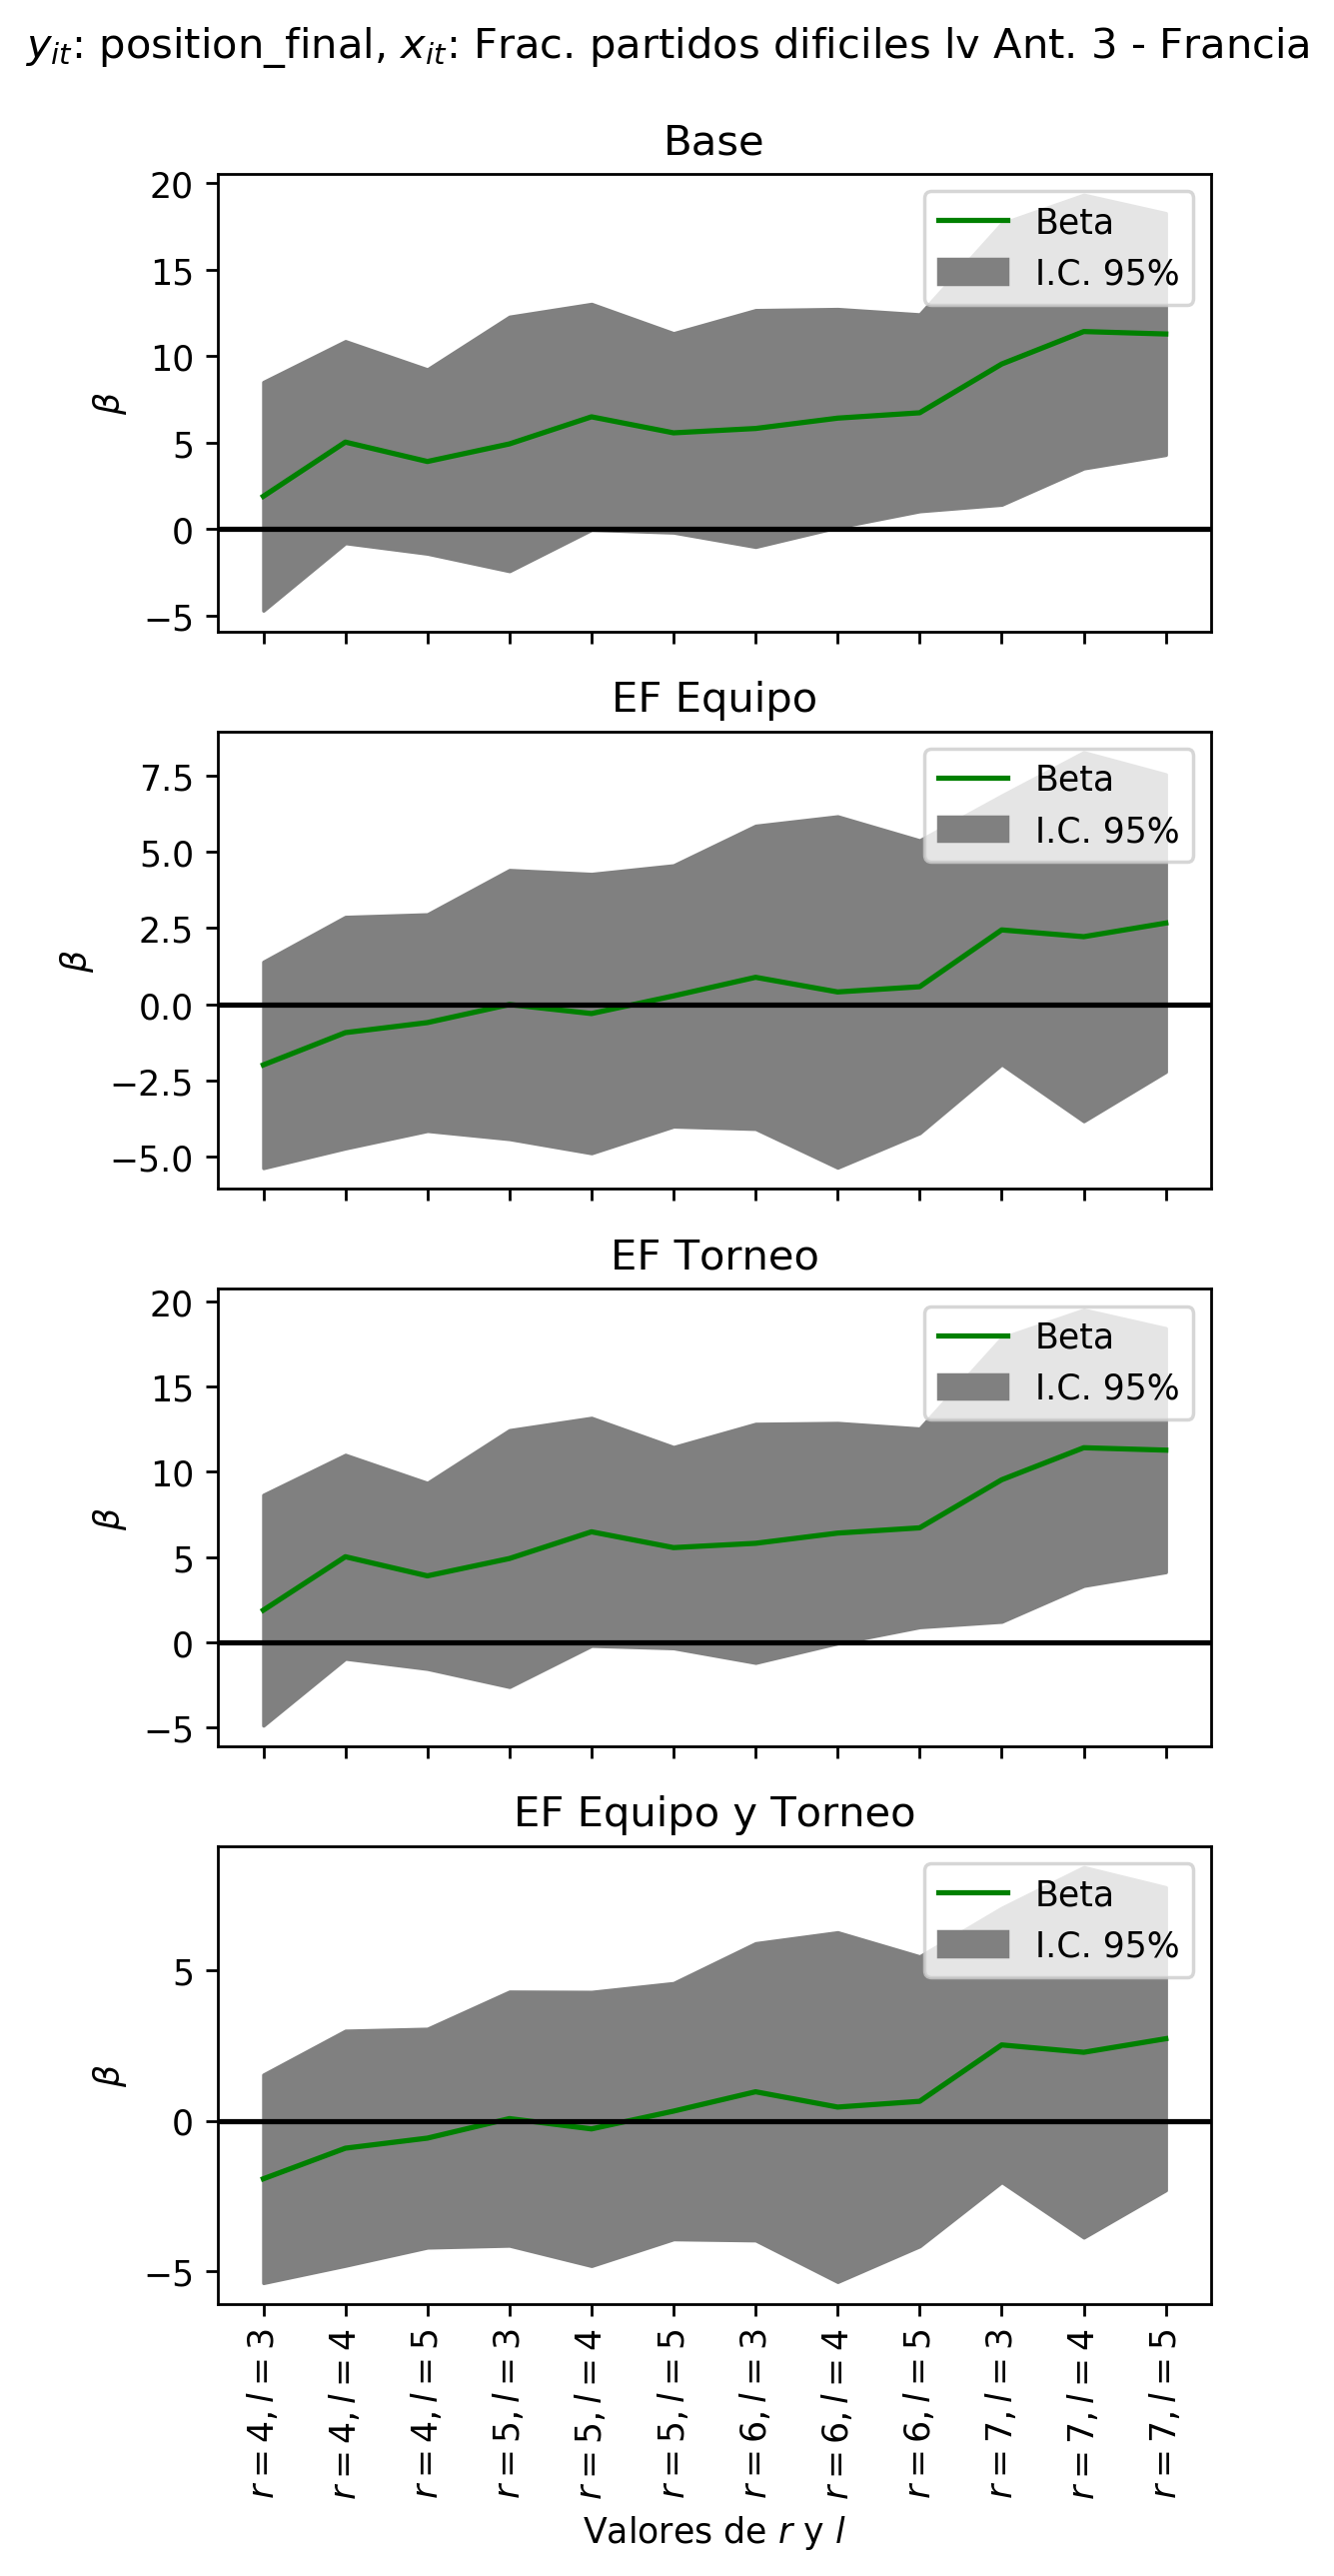 y_it: position_final, x_it: Frac. partidos dificiles lv Ant. 3 - Francia
Base
20
15
10
5
0
−5
β
Beta
I.C. 95%
EF Equipo
7.5
5.0
2.5
0.0
−2.5
−5.0
β
Beta
I.C. 95%
EF Torneo
20
15
10
5
0
−5
β
Beta
I.C. 95%
EF Equipo y Torneo
5
0
−5
β
Beta
I.C. 95%
r = 4, l = 3
r = 4, l = 4
r = 4, l = 5
r = 5, l = 3
r = 5, l = 4
r = 5, l = 5
r = 6, l = 3
r = 6, l = 4
r = 6, l = 5
r = 7, l = 3
r = 7, l = 4
r = 7, l = 5
Valores de r y l